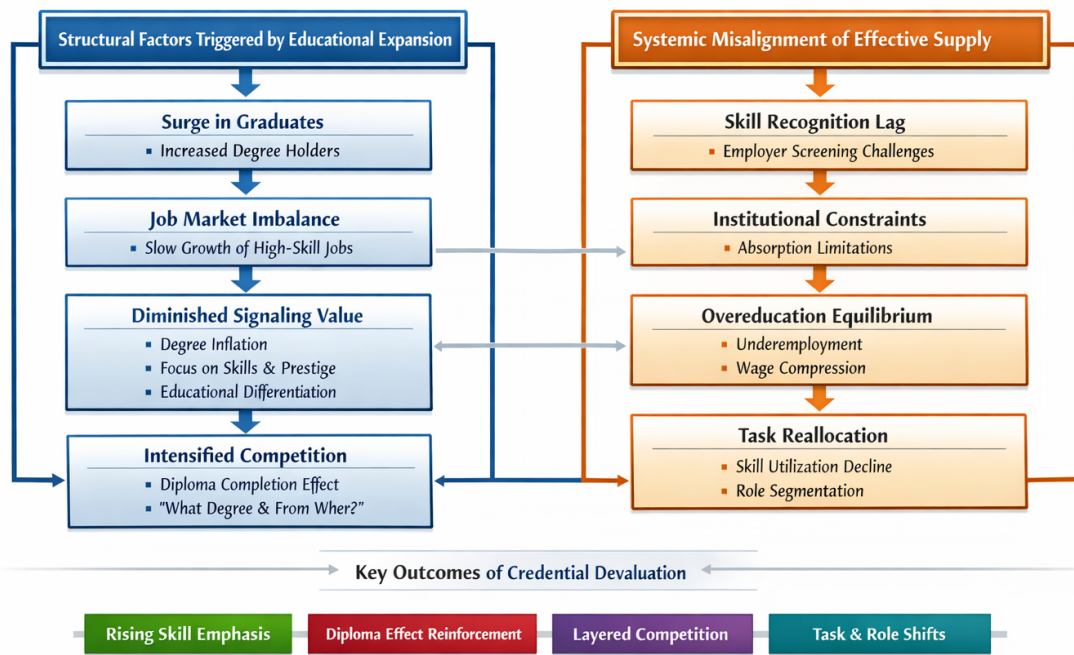 Structural Factors Triggered by Educational Expansion
Surge in Graduates
▪ Increased Degree Holders
Job Market Imbalance
▪ Slow Growth of High-Skill Jobs
Diminished Signaling Value
▪ Degree Inflation
▪ Focus on Skills & Prestige
▪ Educational Differentiation
Intensified Competition
▪ Diploma Completion Effect
▪ "What Degree & From Wher?"
Systemic Misalignment of Effective Supply
Skill Recognition Lag
▪ Employer Screening Challenges
Institutional Constraints
▪ Absorption Limitations
Overeducation Equilibrium
▪ Underemployment
▪ Wage Compression
Task Reallocation
▪ Skill Utilization Decline
▪ Role Segmentation
Key Outcomes of Credential Devaluation
Rising Skill Emphasis
Diploma Effect Reinforcement
Layered Competition
Task & Role Shifts